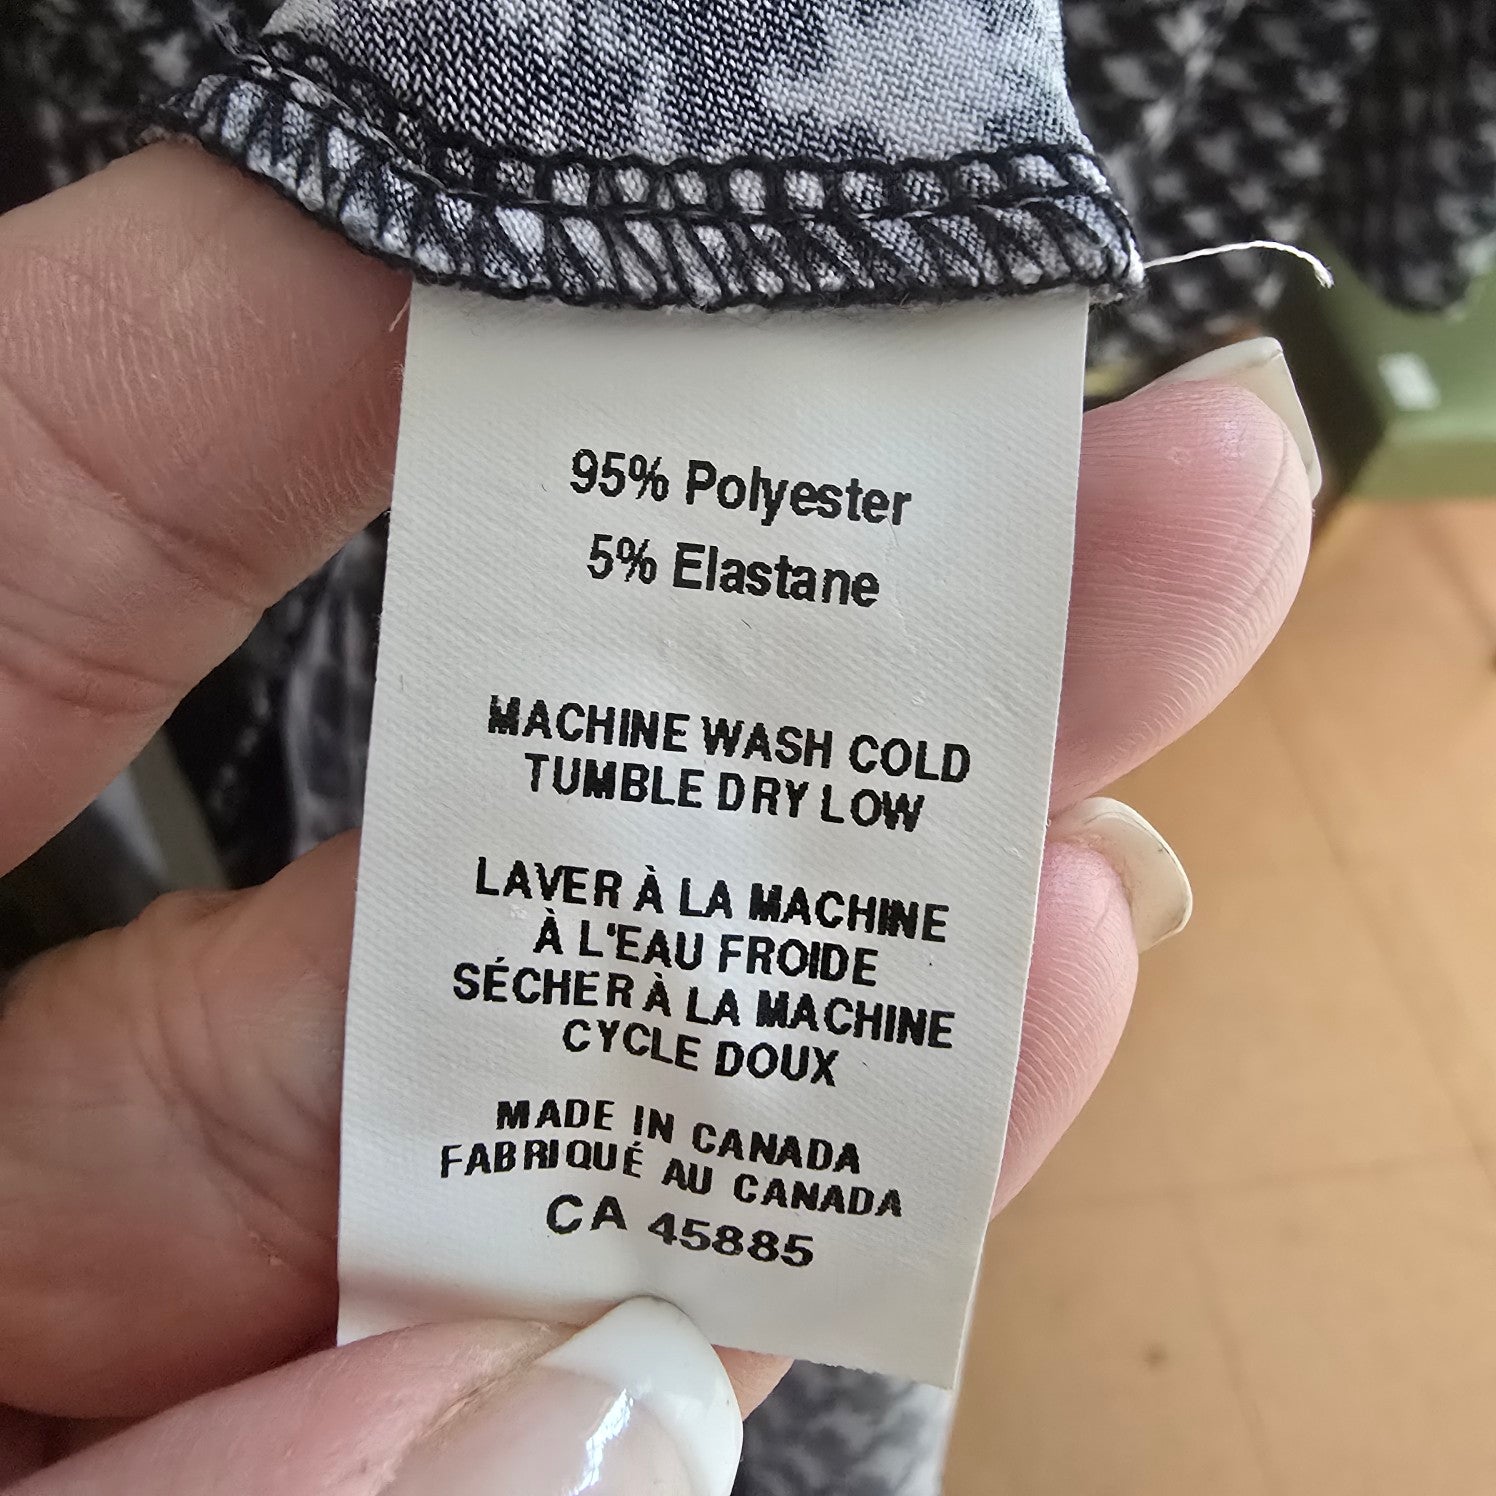 95% Polyester
5% Elastane
MACHINE WASH COLD
TUMBLE DRY LOW
LAVER À LA MACHINE
À L'EAU FROIDE
SÉCHER À LA MACHINE
CYCLE DOUX
MADE IN CANADA
FABRIQUÉ AU CANADA
CA 45885